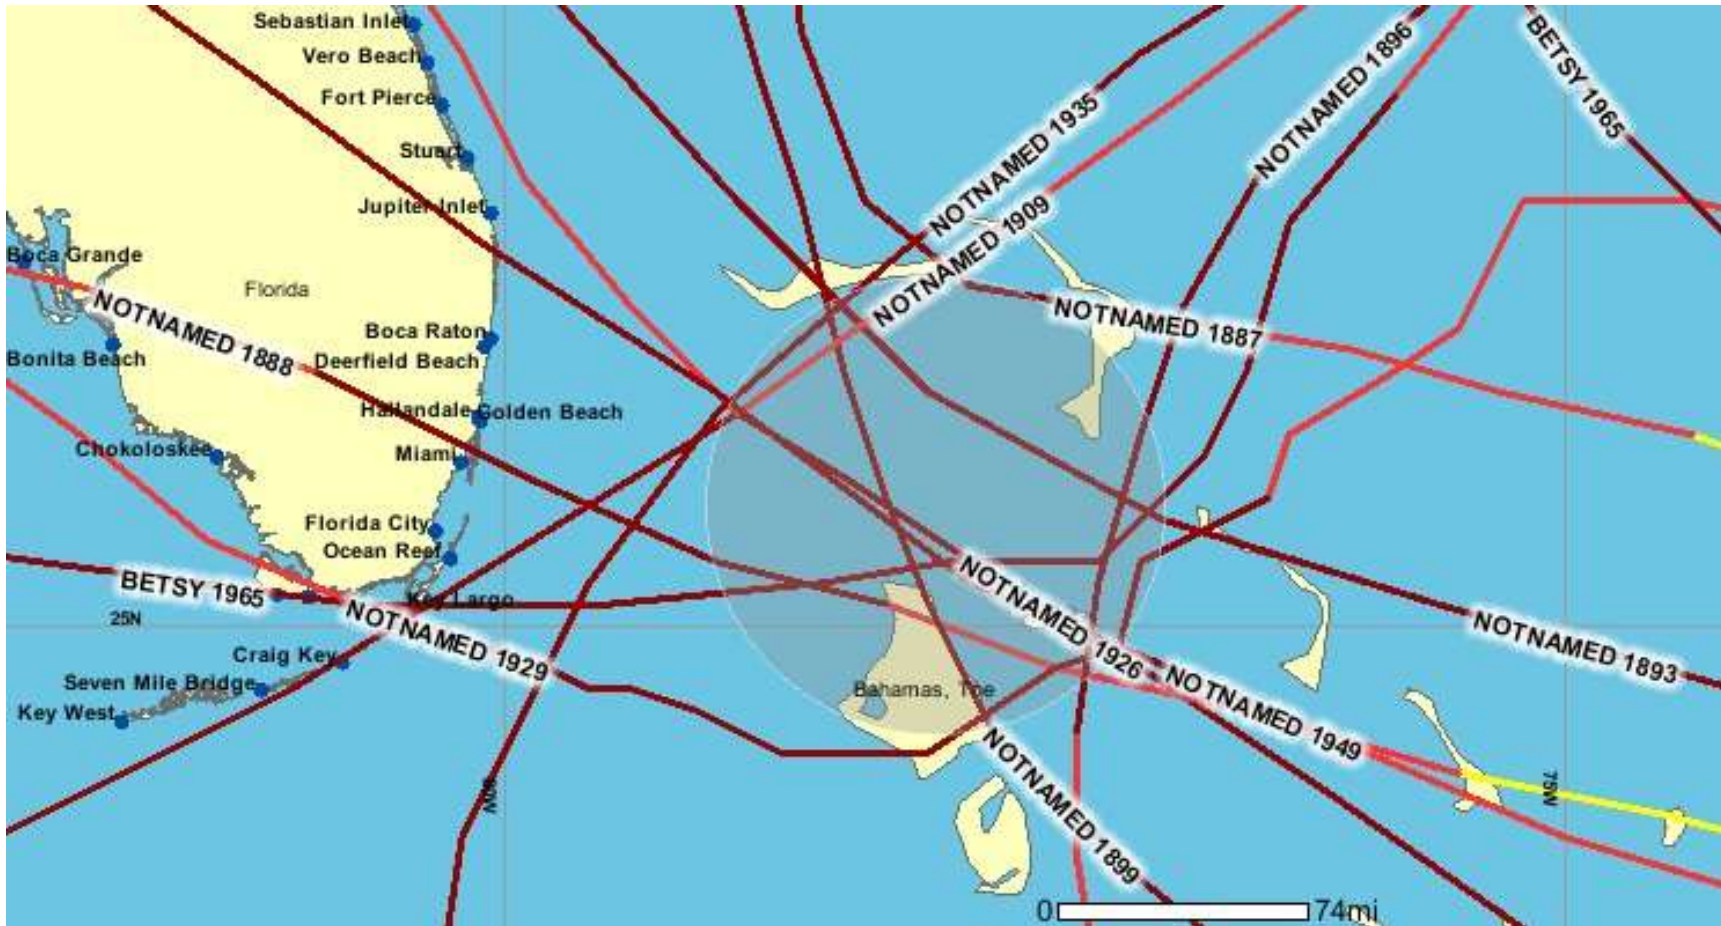 Sebastian Inlet
Vero Beach
Fort Pierce
Stuart
Jupiter Inlet
Boca Grande
Florida
Boca Raton
Deerfield Beach
Bonita Beach
Hallandale
Golden Beach
Chokoloskee
Miami
Florida City
Ocean Reef
Key Largo
25N
Craig Key
Seven Mile Bridge
Key West
Bahamas, The
80W
75W
NOTNAMED 1935
NOTNAMED 1909
NOTNAMED 1896
BETSY 1965
NOTNAMED 1887
NOTNAMED 1888
BETSY 1965
NOTNAMED 1929
NOTNAMED 1926
NOTNAMED 1949
NOTNAMED 1893
NOTNAMED 1899
0 74mi